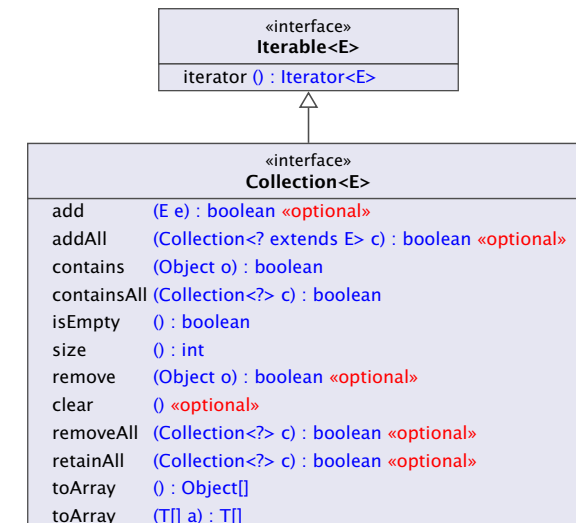 «interface»
Iterable<E>
iterator () : Iterator<E>
«interface»
Collection<E>
add (E e) : boolean «optional»
addAll (Collection<? extends E> c) : boolean «optional»
contains (Object o) : boolean
containsAll (Collection<?> c) : boolean
isEmpty () : boolean
size () : int
remove (Object o) : boolean «optional»
clear () «optional»
removeAll (Collection<?> c) : boolean «optional»
retainAll (Collection<?> c) : boolean «optional»
toArray () : Object[]
toArray (T[] a) : T[]